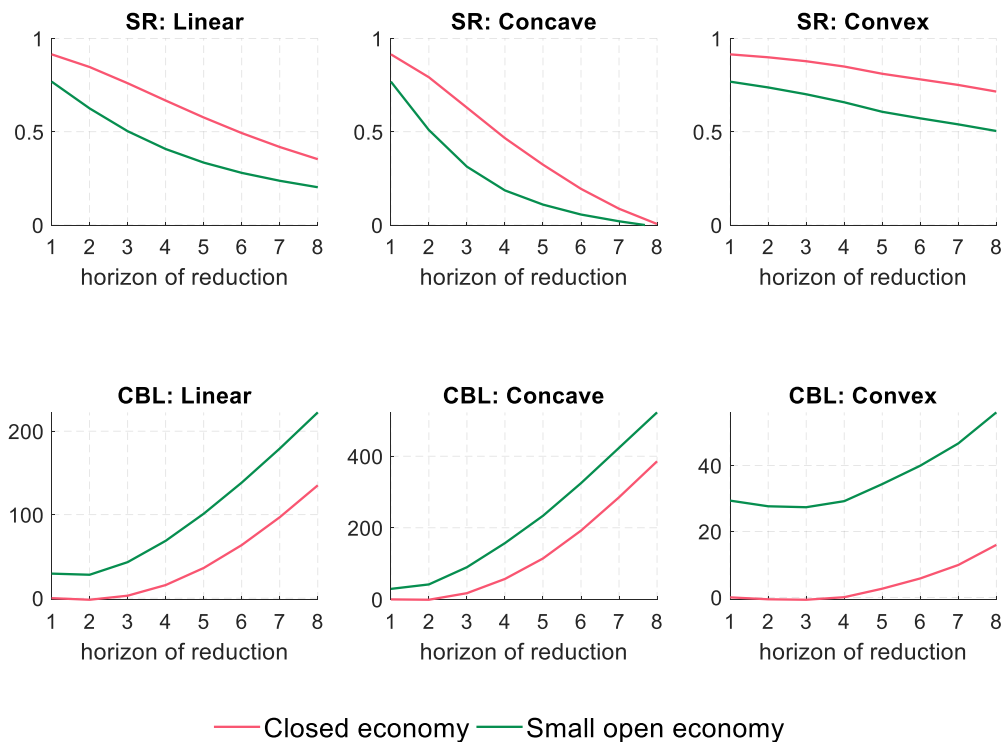 SR: Linear
1
0.5
0
1 2 3 4 5 6 7 8
horizon of reduction
SR: Concave
1
0.5
0
1 2 3 4 5 6 7 8
horizon of reduction
SR: Convex
1
0.5
0
1 2 3 4 5 6 7 8
horizon of reduction
CBL: Linear
200
100
0
1 2 3 4 5 6 7 8
horizon of reduction
CBL: Concave
400
200
0
1 2 3 4 5 6 7 8
horizon of reduction
CBL: Convex
40
20
0
1 2 3 4 5 6 7 8
horizon of reduction
Closed economy Small open economy